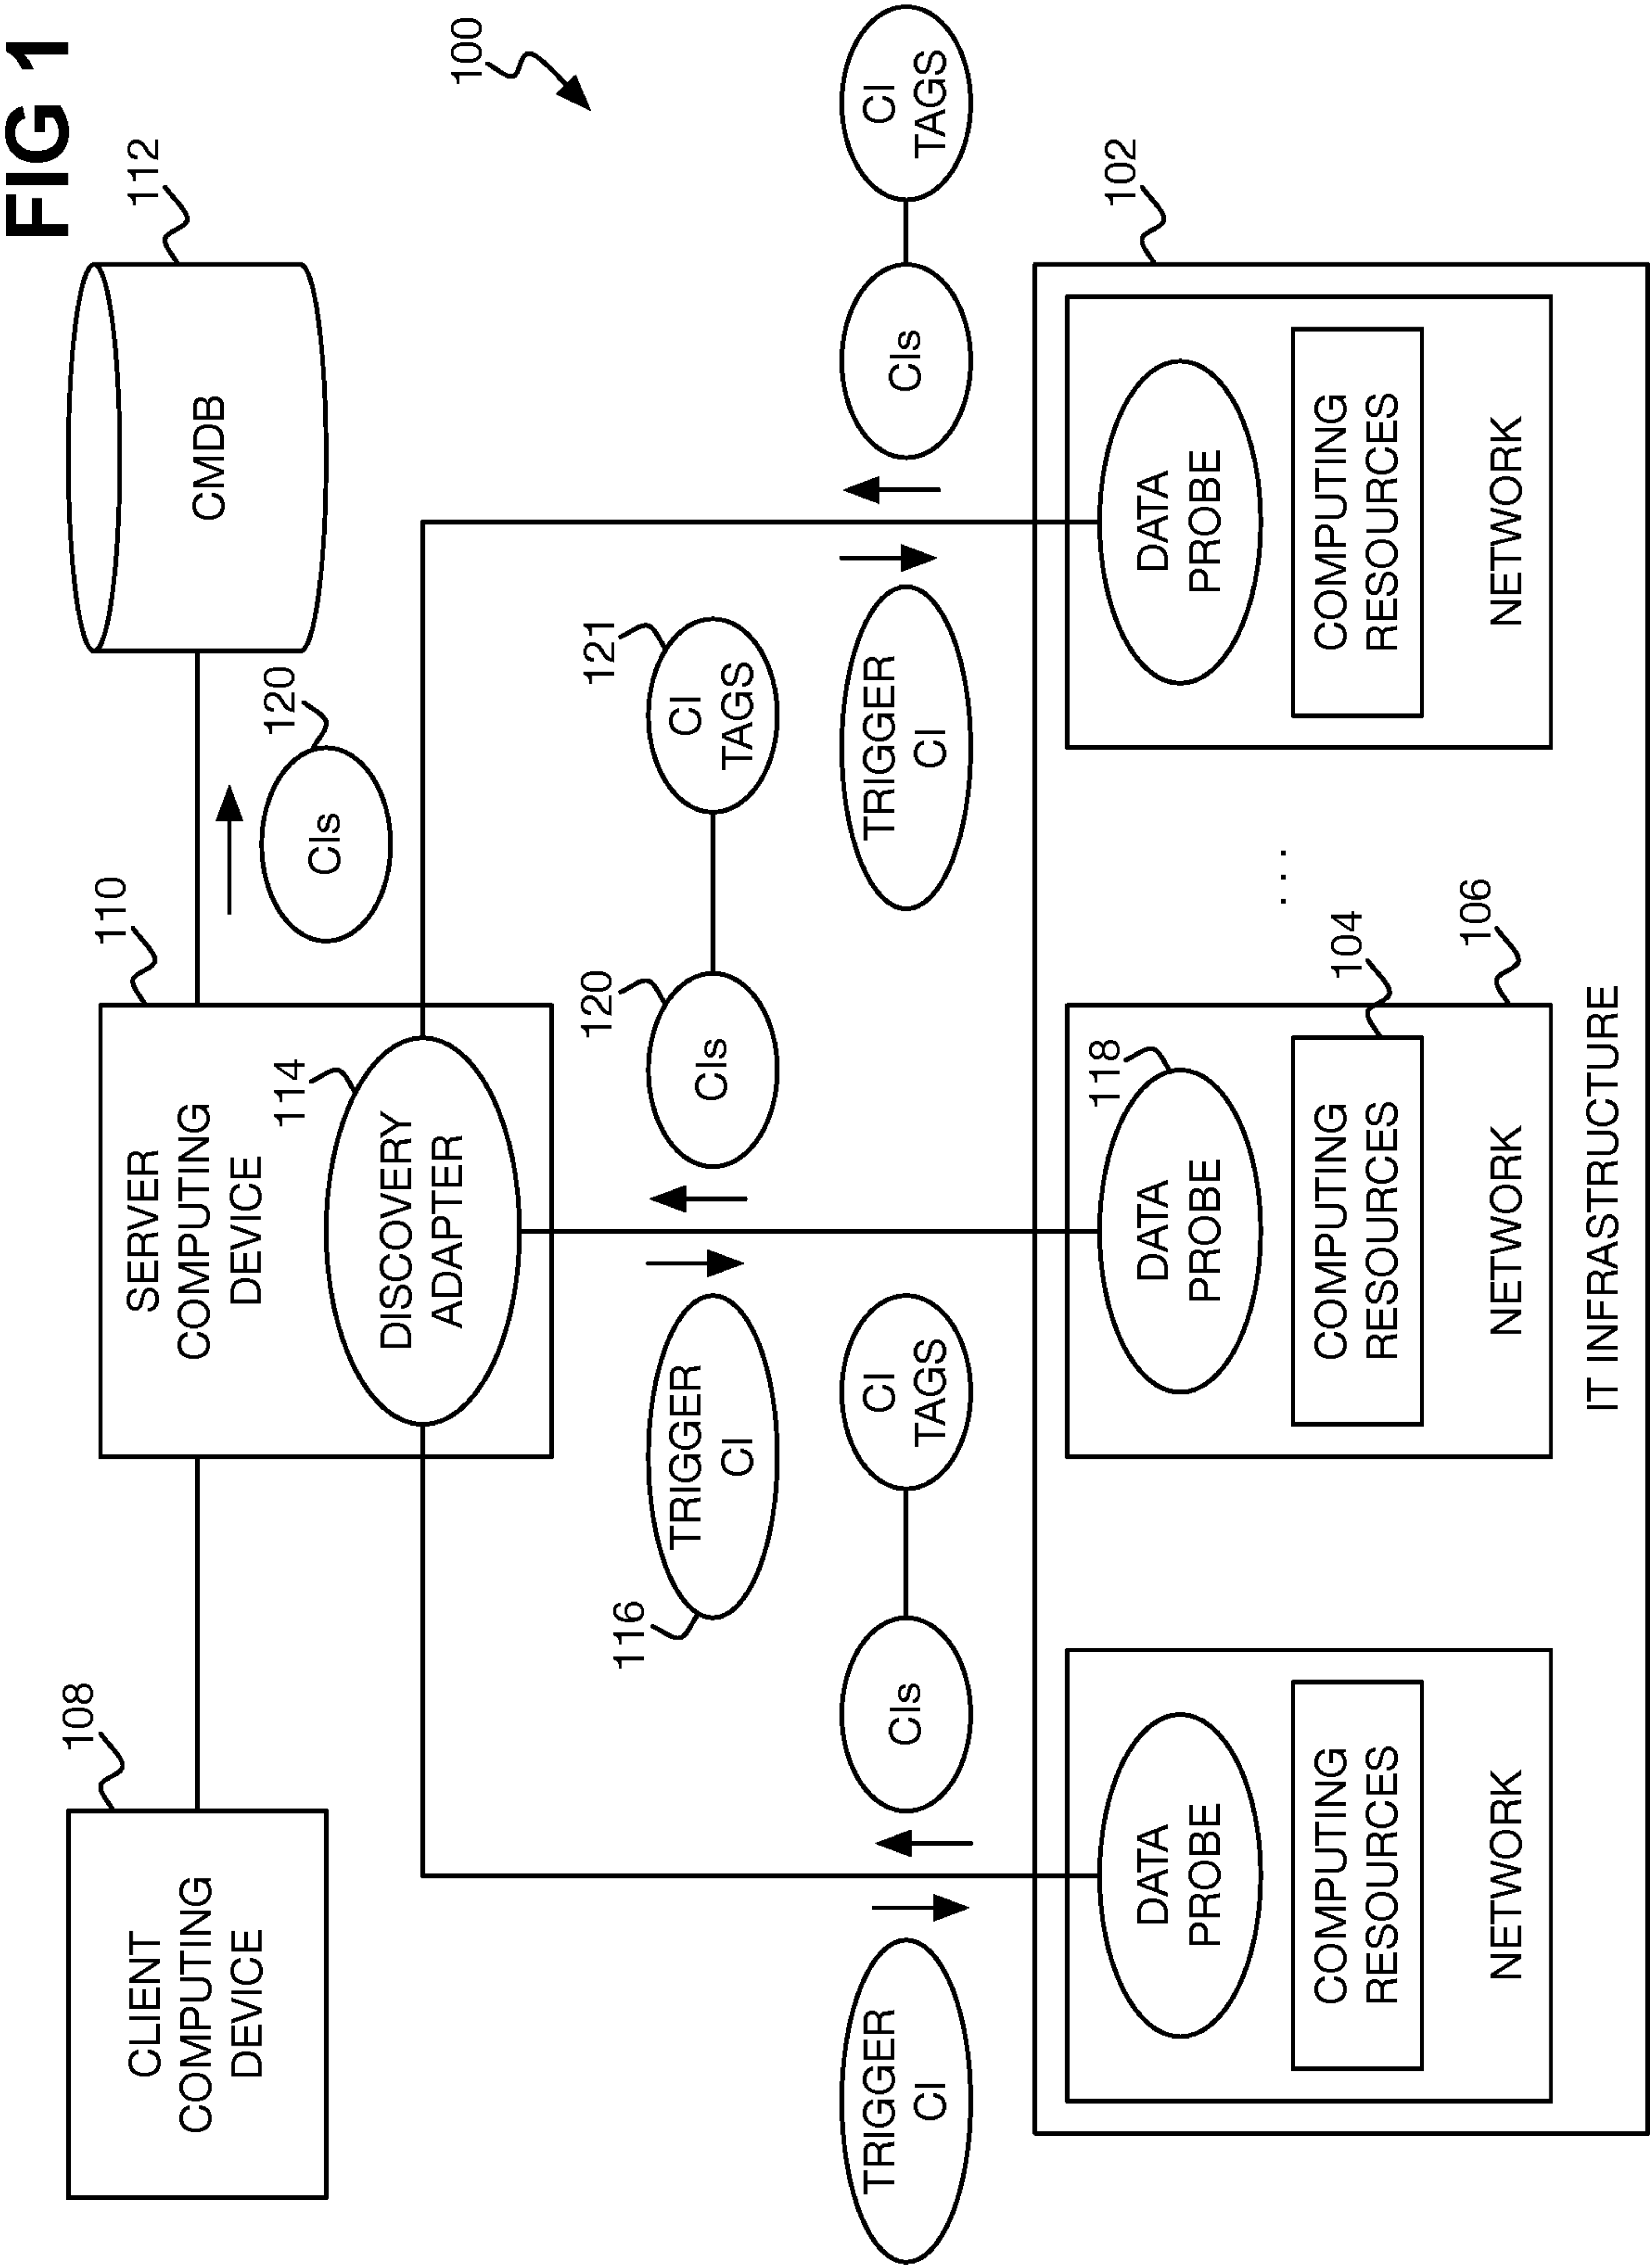 FIG 1
100
108
CLIENT
COMPUTING
DEVICE
110
SERVER
COMPUTING
DEVICE
114
DISCOVERY
ADAPTER
112
CMDB
120
CIs
116
TRIGGER
CI
120
CIs
121
CI
TAGS
TRIGGER
CI
CIs
CI
TAGS
TRIGGER
CI
CIs
CI
TAGS
102
DATA
PROBE
COMPUTING
RESOURCES
NETWORK
118
DATA
PROBE
104
COMPUTING
RESOURCES
106
NETWORK
. . .
DATA
PROBE
COMPUTING
RESOURCES
NETWORK
IT INFRASTRUCTURE